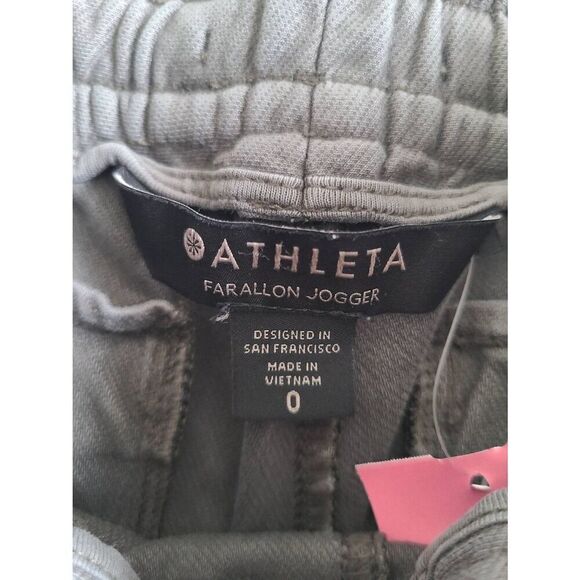 ATHLETA
FARALLON JOGGER
DESIGNED IN
SAN FRANCISCO
MADE IN
VIETNAM
0